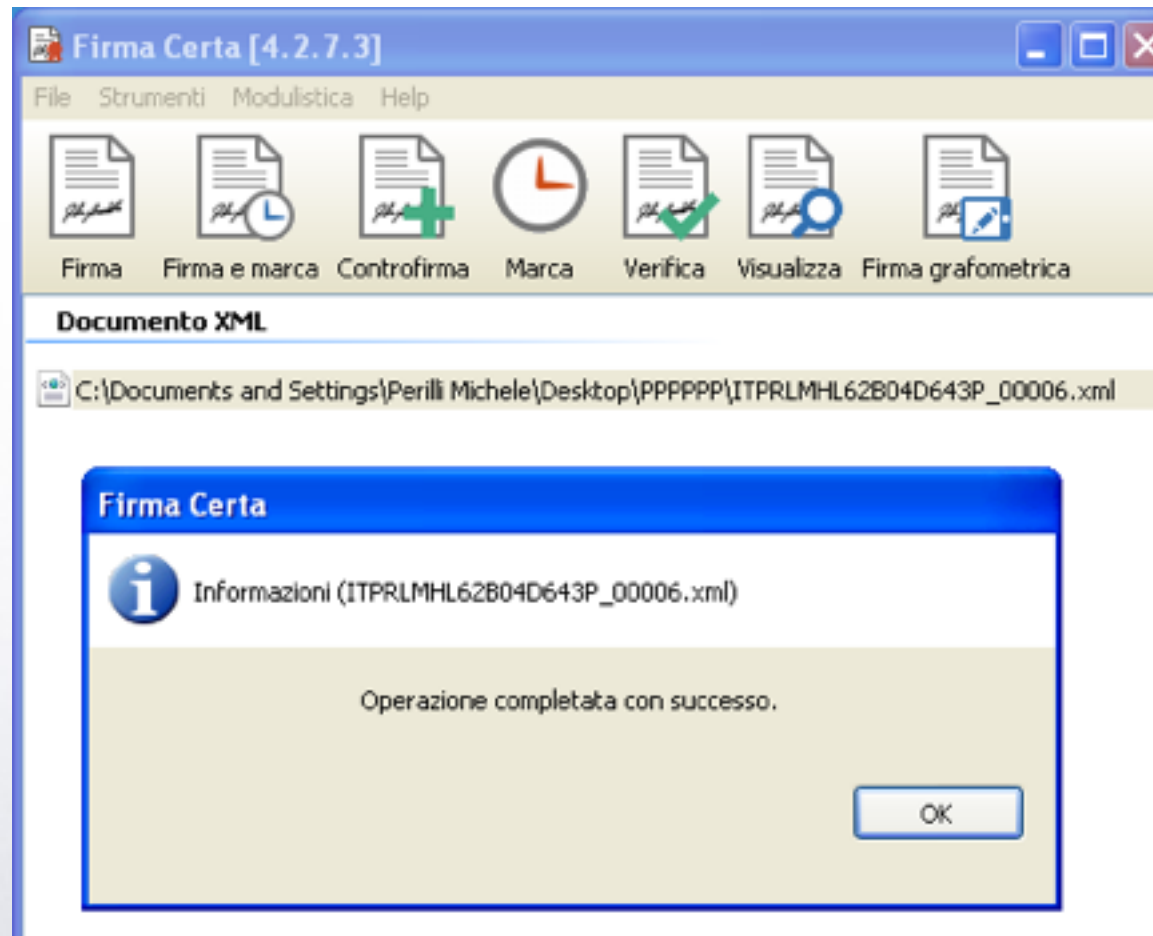 Firma Certa [4.2.7.3]
File Strumenti Modulistica Help
Firma Firma e marca Controfirma Marca Verifica Visualizza Firma grafometrica
Documento XML
C:\Documents and Settings\Perilli Michele\Desktop\PPPPPP\ITPRLMHL62B04D643P_00006.xml
Firma Certa
Informazioni (ITPRLMHL62B04D643P_00006.xml)
Operazione completata con successo.
OK